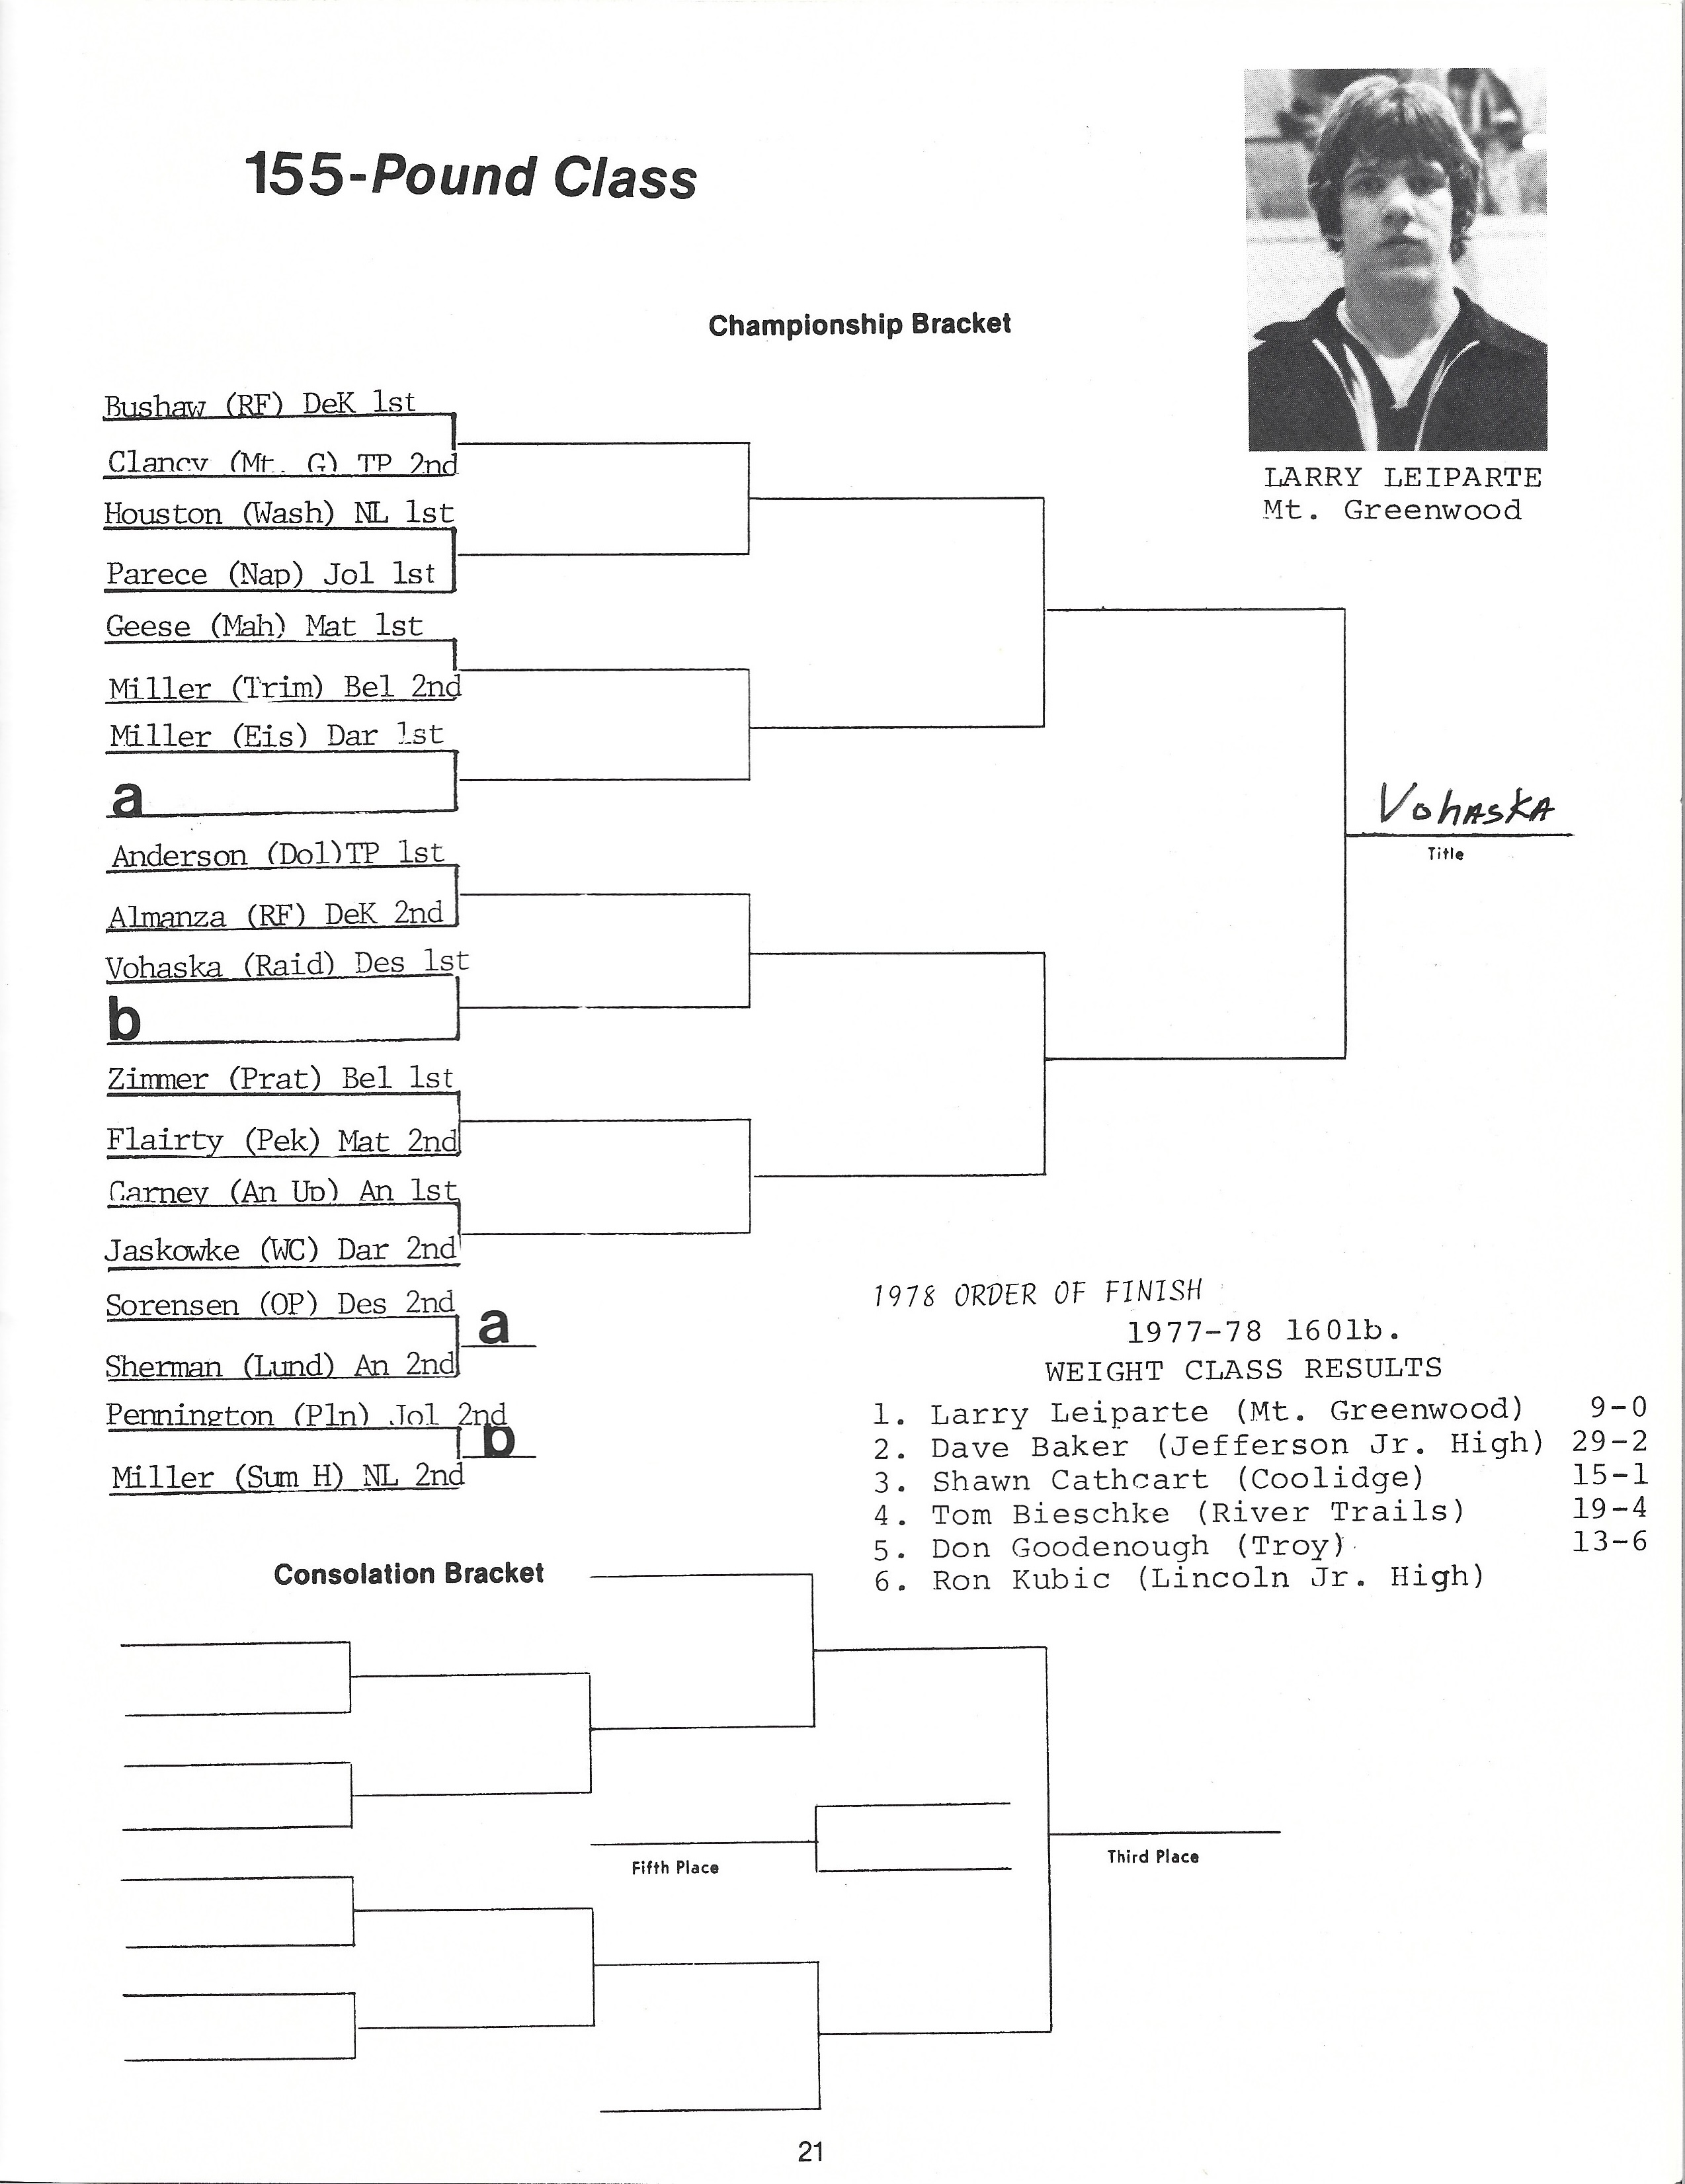 155-Pound Class
LARRY LEIPARTE
Mt. Greenwood
Championship Bracket
Bushaw (RF) DeK 1st
Clancy (Mt. G) TP 2nd
Houston (Wash) NL 1st
Parece (Nap) Jol 1st
Geese (Mah) Mat 1st
Miller (Trim) Bel 2nd
Miller (Eis) Dar 1st
a
Vohaska
Title
Anderson (Dol)TP 1st
Almanza (RF) DeK 2nd
Vohaska (Raid) Des 1st
b
Zimmer (Prat) Bel 1st
Flairty (Pek) Mat 2nd
Carney (An Up) An 1st
Jaskowke (WC) Dar 2nd
Sorensen (OP) Des 2nd
a
Sherman (Lund) An 2nd
Pennington (Pln) Jol 2nd
b
Miller (Sum H) NL 2nd
1978 ORDER OF FINISH
1977-78 160lb.
WEIGHT CLASS RESULTS
1. Larry Leiparte (Mt. Greenwood) 9-0
2. Dave Baker (Jefferson Jr. High) 29-2
3. Shawn Cathcart (Coolidge) 15-1
4. Tom Bieschke (River Trails) 19-4
5. Don Goodenough (Troy) 13-6
6. Ron Kubic (Lincoln Jr. High)
Consolation Bracket
Fifth Place
Third Place
21